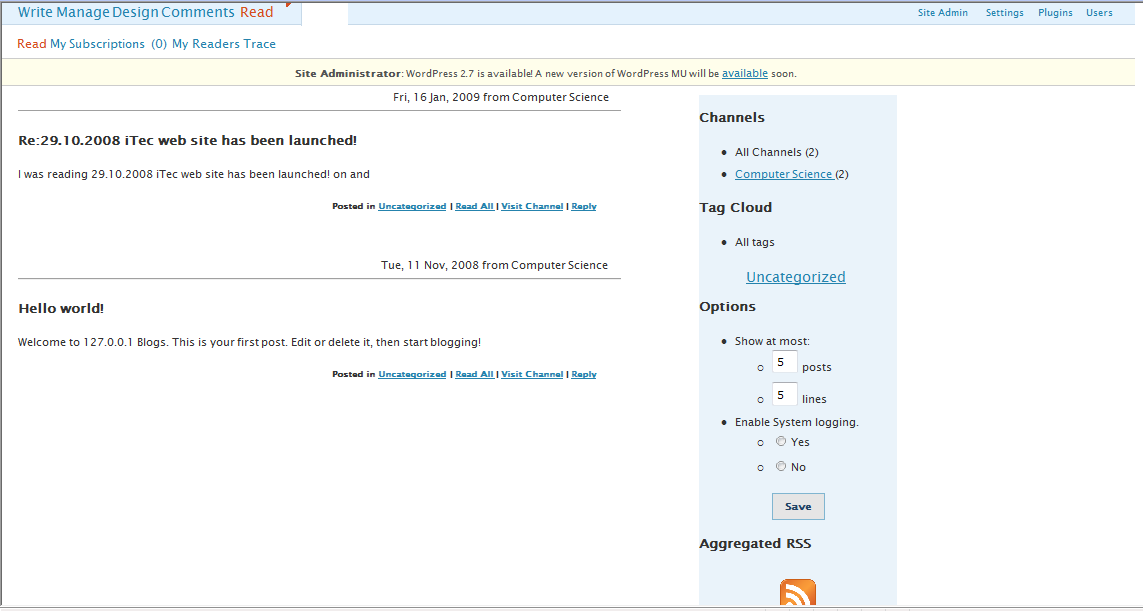 Write Manage Design Comments Read
Site Admin Settings Plugins Users
Read My Subscriptions (0) My Readers Trace
Site Administrator: WordPress 2.7 is available! A new version of WordPress MU will be available soon.
Fri, 16 Jan, 2009 from Computer Science
Re:29.10.2008 iTec web site has been launched!
I was reading 29.10.2008 iTec web site has been launched! on and
Posted in Uncategorized | Read All | Visit Channel | Reply
Tue, 11 Nov, 2008 from Computer Science
Hello world!
Welcome to 127.0.0.1 Blogs. This is your first post. Edit or delete it, then start blogging!
Posted in Uncategorized | Read All | Visit Channel | Reply
Channels
All Channels (2)
Computer Science (2)
Tag Cloud
All tags
Uncategorized
Options
Show at most:
5 posts
5 lines
Enable System logging.
Yes
No
Save
Aggregated RSS